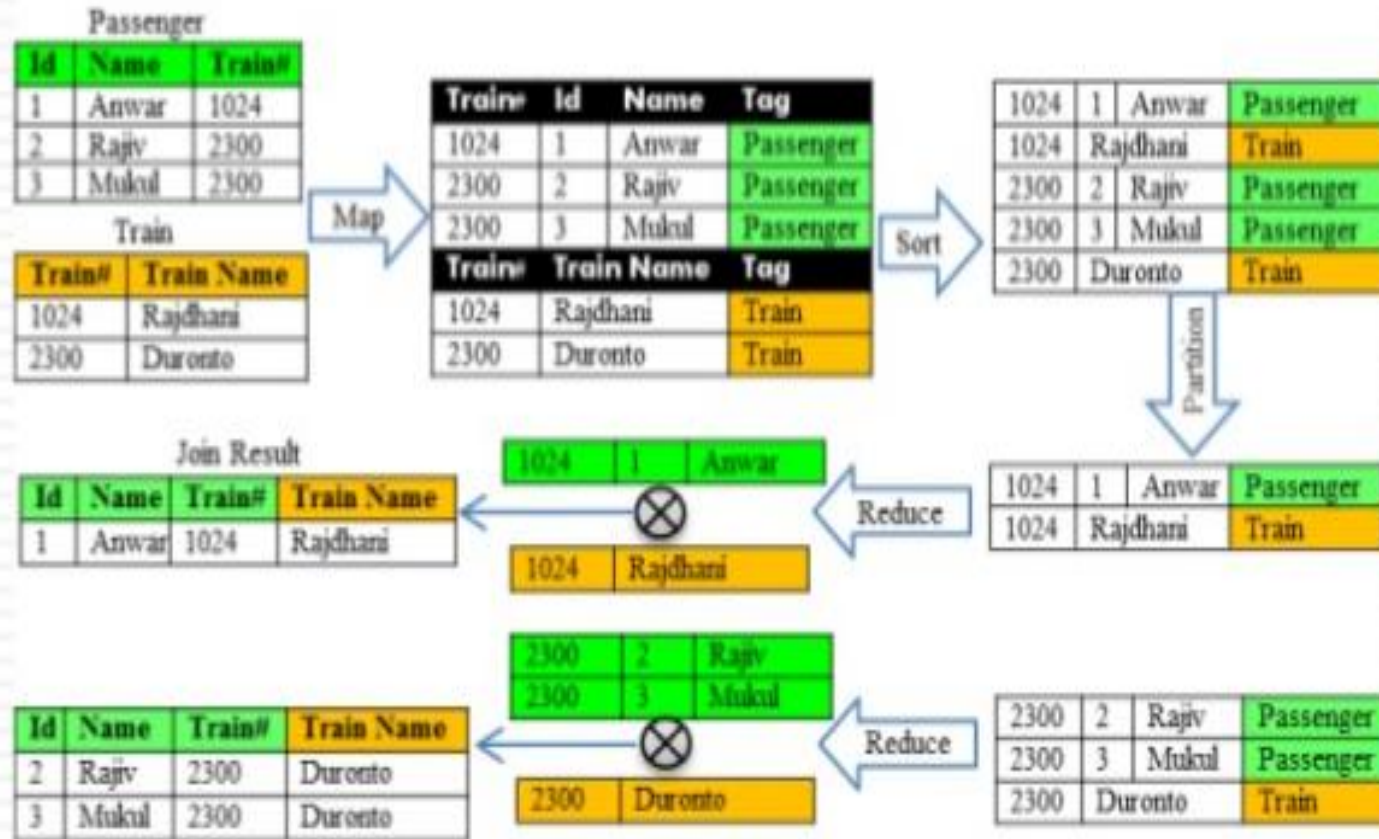 Passenger
Id Name Train#
1 Anwar 1024
2 Rajiv 2300
3 Mukul 2300
Train
Train# Train Name
1024 Rajdhani
2300 Duronto
Map
Train# Id Name Tag
1024 1 Anwar Passenger
2300 2 Rajiv Passenger
2300 3 Mukul Passenger
Train# Train Name Tag
1024 Rajdhani Train
2300 Duronto Train
Sort
1024 1 Anwar Passenger
1024 Rajdhani Train
2300 2 Rajiv Passenger
2300 3 Mukul Passenger
2300 Duronto Train
Partition
1024 1 Anwar Passenger
1024 Rajdhani Train
Reduce
1024 1 Anwar
1024 Rajdhani
Join Result
Id Name Train# Train Name
1 Anwar 1024 Rajdhani
2300 2 Rajiv Passenger
2300 3 Mukul Passenger
2300 Duronto Train
Reduce
2300 2 Rajiv
2300 3 Mukul
2300 Duronto
Id Name Train# Train Name
2 Rajiv 2300 Duronto
3 Mukul 2300 Duronto